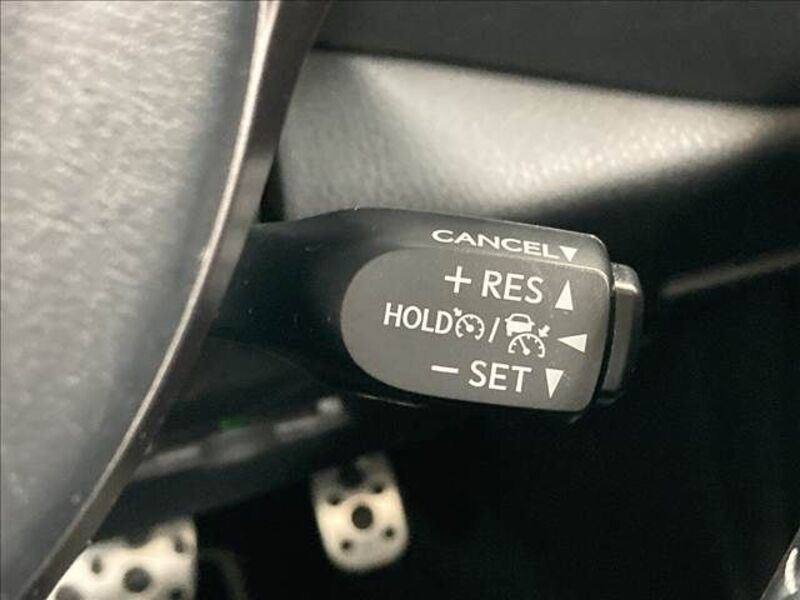 CANCEL▼
+ RES ▲
HOLD / ◀
− SET ▼